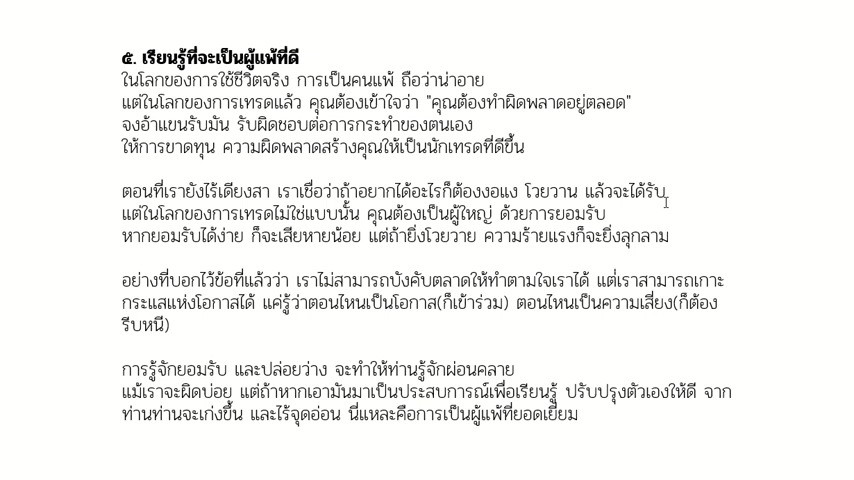 ๕. เรียนรู้ที่จะเป็นผู้แพ้ที่ดี
ในโลกของการใช้ชีวิตจริง การเป็นคนแพ้ ถือว่าน่าอาย
แต่ในโลกของการเทรดแล้ว คุณต้องเข้าใจว่า "คุณต้องทำผิดพลาดอยู่ตลอด"
จงอ้าแขนรับมัน รับผิดชอบต่อการกระทำของตนเอง
ให้การขาดทุน ความผิดพลาดสร้างคุณให้เป็นนักเทรดที่ดีขึ้น
ตอนที่เรายังไร้เดียงสา เราเชื่อว่าถ้าอยากได้อะไรก็ต้องงอแง โวยวาน แล้วจะได้รับ
แต่ในโลกของการเทรดไม่ใช่แบบนั้น คุณต้องเป็นผู้ใหญ่ ด้วยการยอมรับ
หากยอมรับได้ง่าย ก็จะเสียหายน้อย แต่ถ้ายิ่งโวยวาย ความร้ายแรงก็จะยิ่งลุกลาม
อย่างที่บอกไว้ข้อที่แล้วว่า เราไม่สามารถบังคับตลาดให้ทำตามใจเราได้ แต่เราสามารถเกาะ
กระแสแห่งโอกาสได้ แค่รู้ว่าตอนไหนเป็นโอกาส(ก็เข้าร่วม) ตอนไหนเป็นความเสี่ยง(ก็ต้อง
รีบหนี)
การรู้จักยอมรับ และปล่อยว่าง จะทำให้ท่านรู้จักผ่อนคลาย
แม้เราจะผิดบ่อย แต่ถ้าหากเอามันมาเป็นประสบการณ์เพื่อเรียนรู้ ปรับปรุงตัวเองให้ดี จาก
ท่านท่านจะเก่งขึ้น และไร้จุดอ่อน นี่แหละคือการเป็นผู้แพ้ที่ยอดเยี่ยม